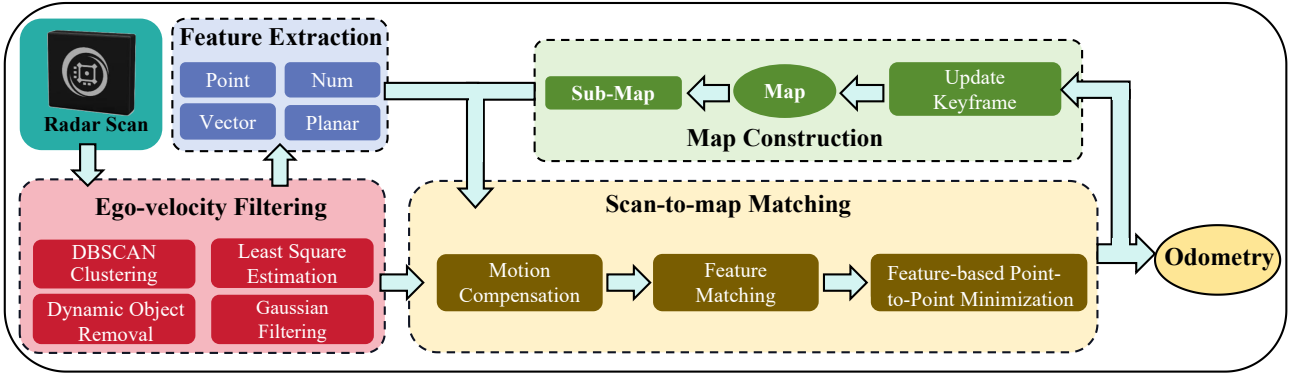 Radar Scan
Feature Extraction
Point
Num
Vector
Planar
Sub-Map
Map
Update
Keyframe
Map Construction
Ego-velocity Filtering
DBSCAN
Clustering
Least Square
Estimation
Dynamic Object
Removal
Gaussian
Filtering
Scan-to-map Matching
Motion
Compensation
Feature
Matching
Feature-based Point-
to-Point Minimization
Odometry